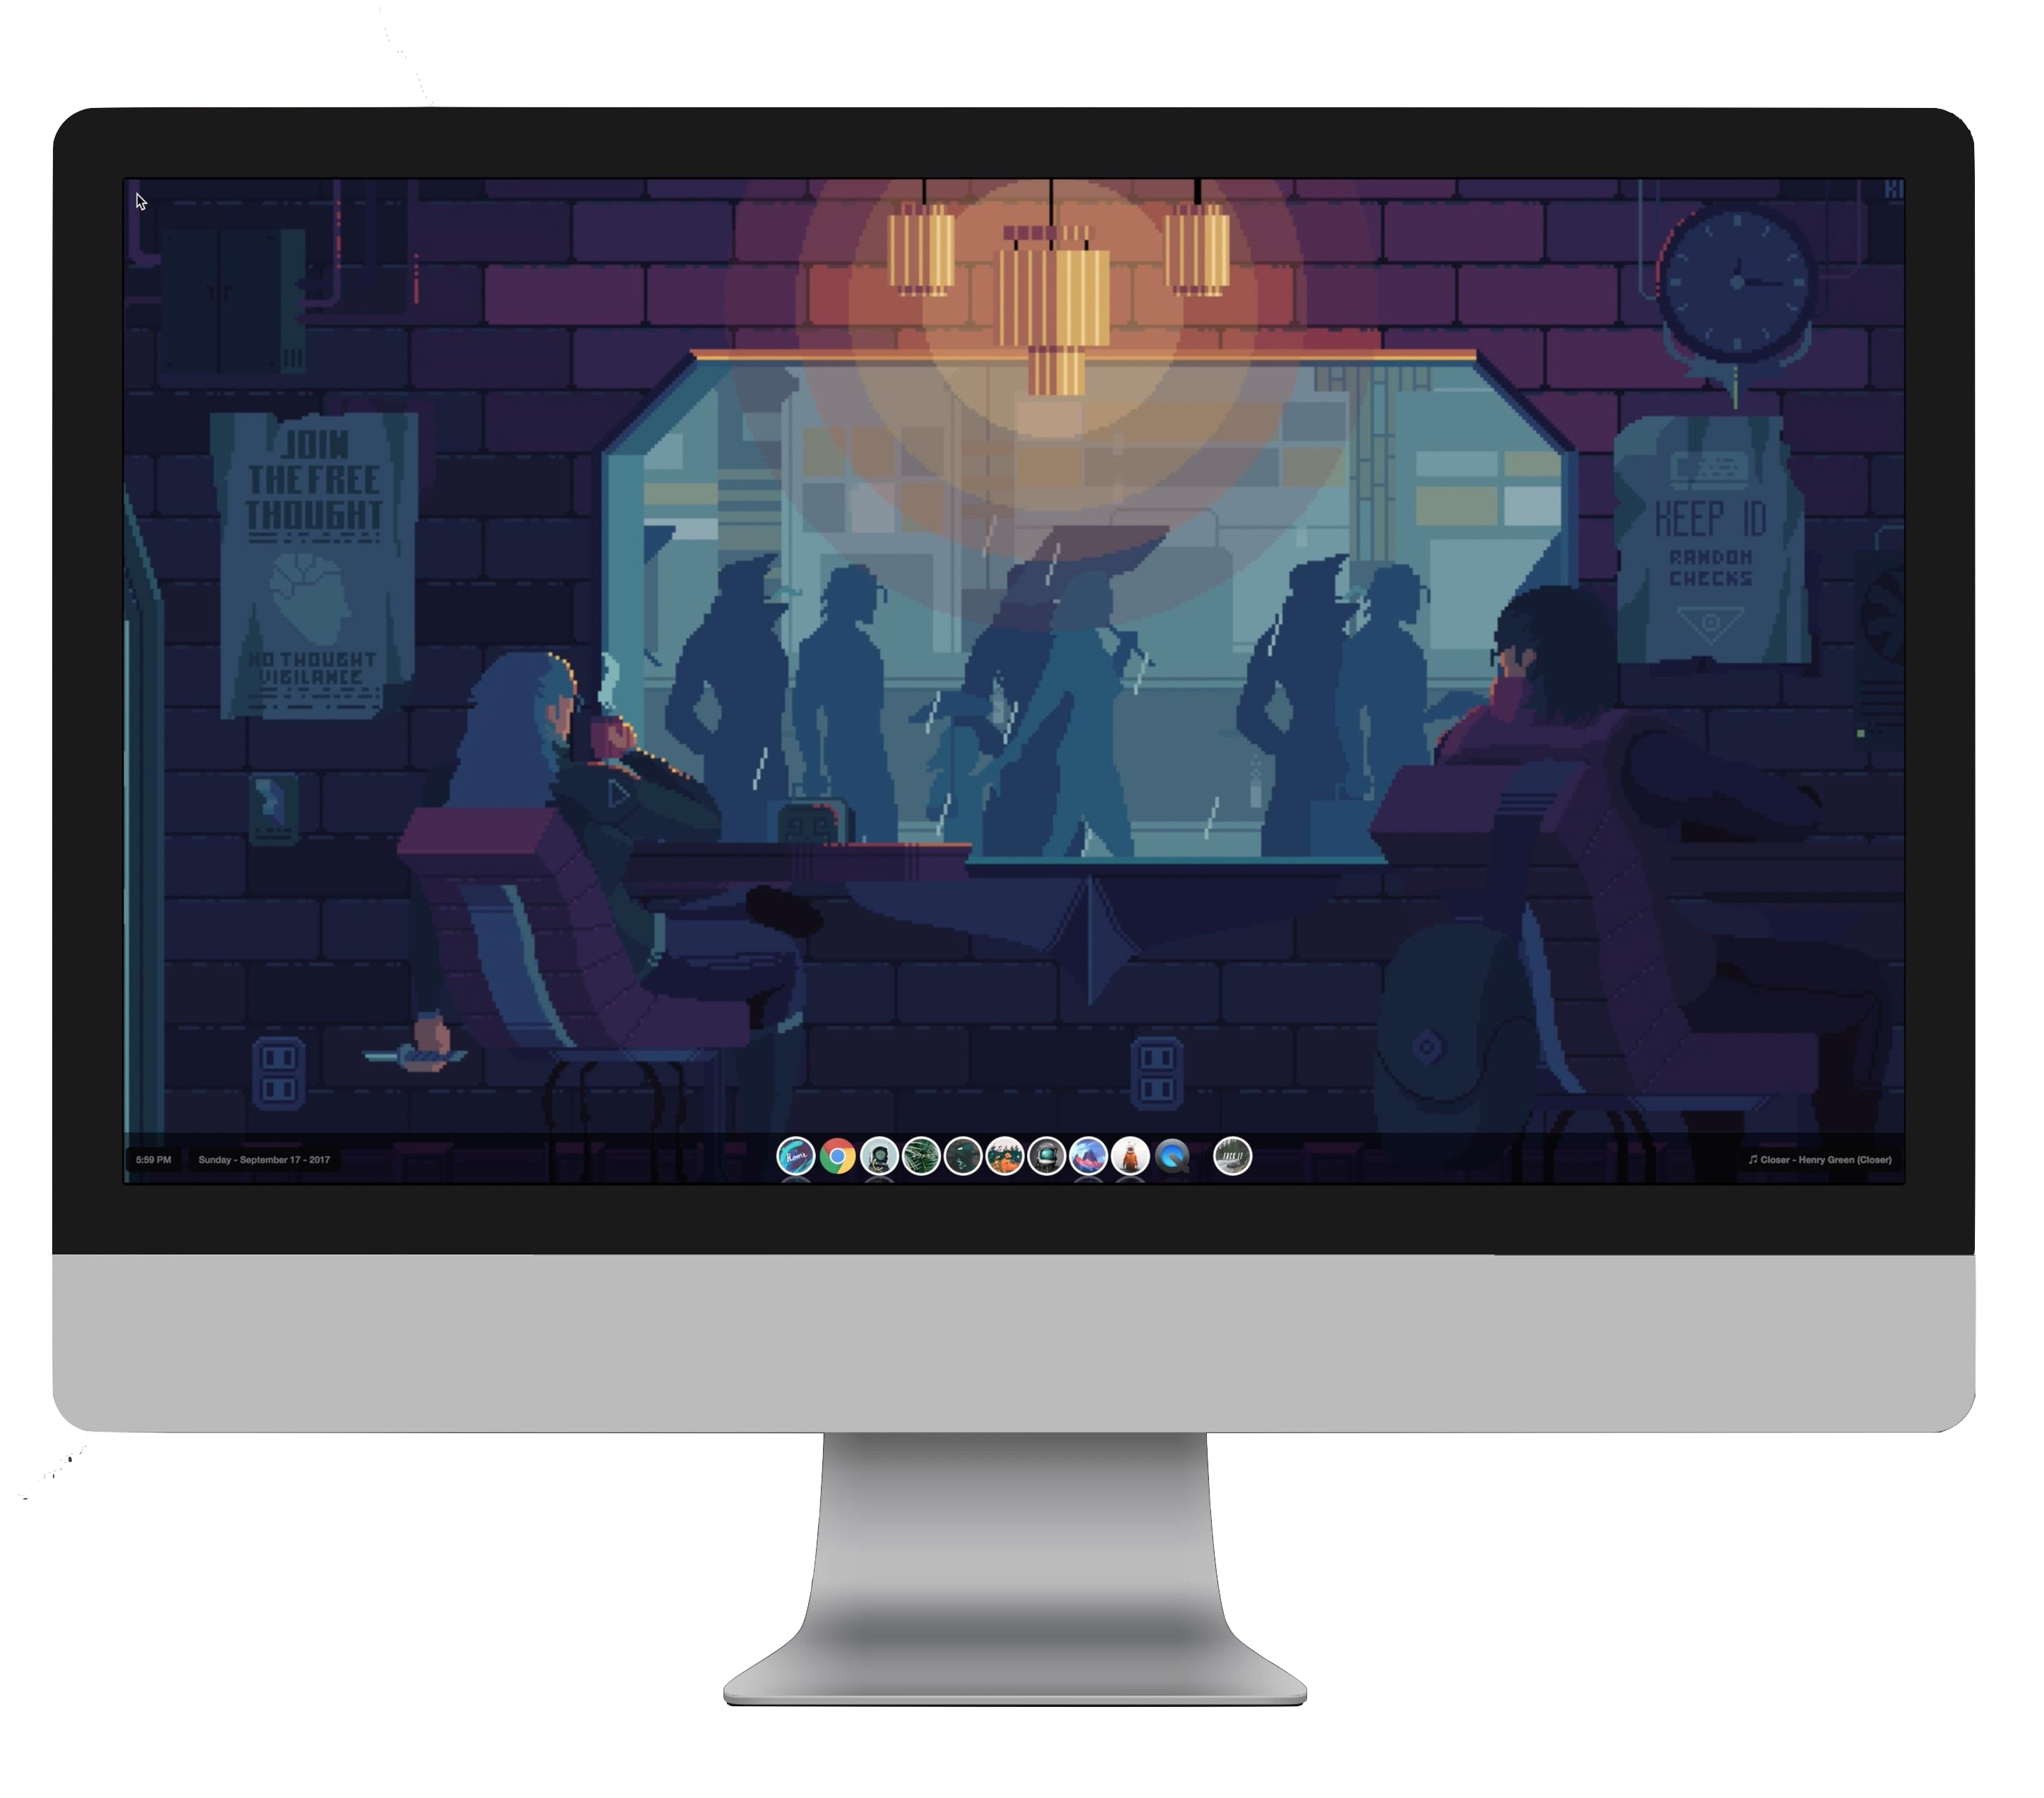 JOIN
THE FREE
THOUGHT
NO THOUGHT
VIGILANCE
KEEP ID
RANDOM
CHECKS
Home
5:59 PM
Sunday - September 17 - 2017
Closer - Henry Green (Closer)